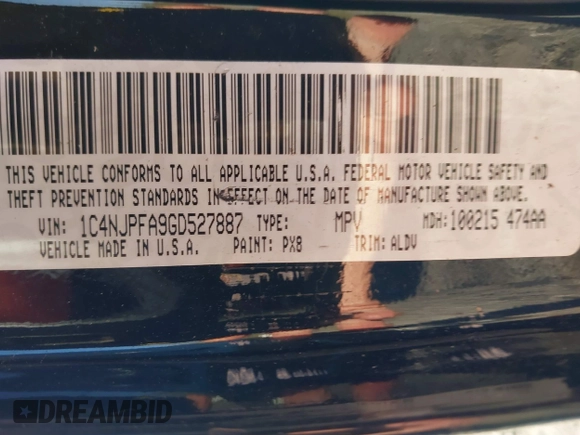 THIS VEHICLE CONFORMS TO ALL APPLICABLE U.S.A. FEDERAL MOTOR VEHICLE SAFETY AND
THEFT PREVENTION STANDARDS IN EFFECT ON THE DATE OF MANUFACTURE SHOWN ABOVE.
VIN: 1C4NJPFA9GD527887 TYPE: MPV MDH:100215 474AA
VEHICLE MADE IN U.S.A. PAINT: PX8 TRIM: ALDV
DREAMBID